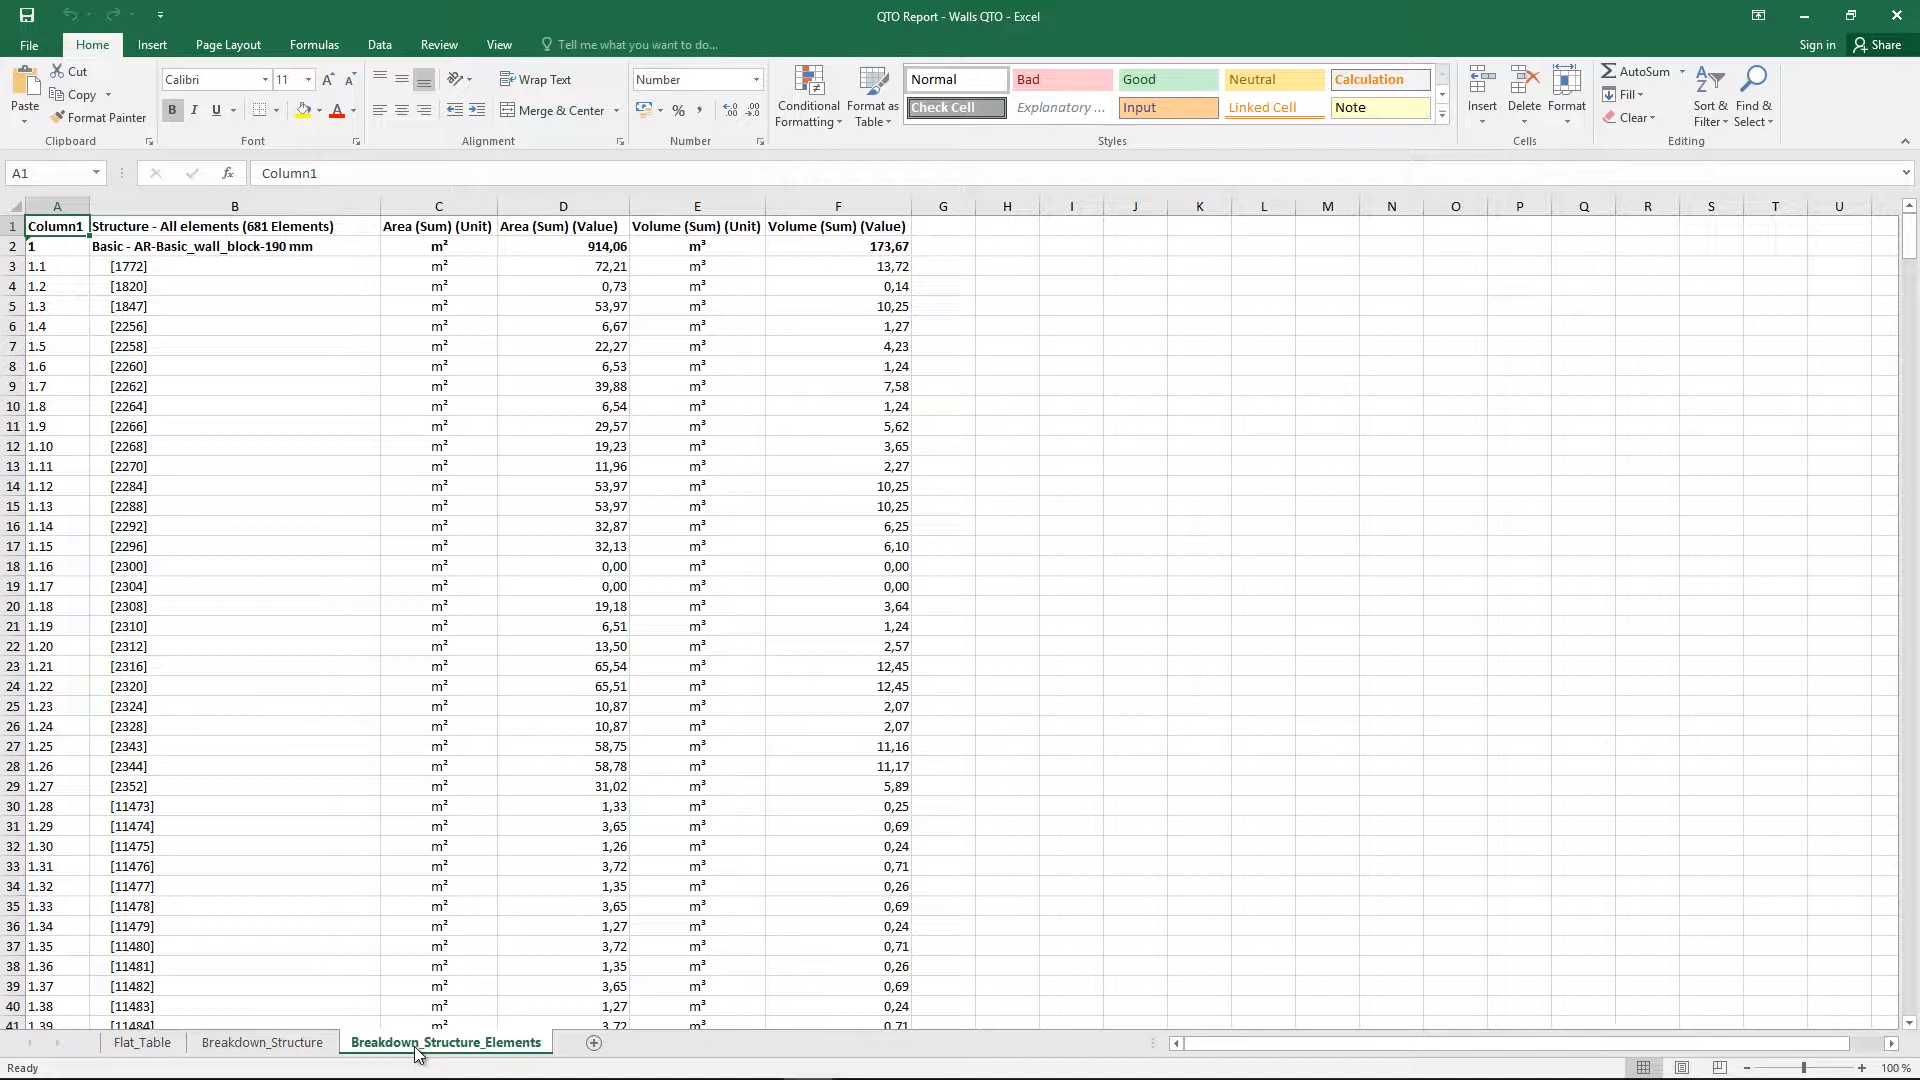 QTO Report - Walls QTO - Excel
File Home Insert Page Layout Formulas Data Review View Tell me what you want to do... Sign in Share
Paste Cut Copy Format Painter Clipboard
Calibri 11 Font
Wrap Text Merge & Center Alignment
Number Number
Conditional Formatting Format as Table
Normal Bad Good Neutral Calculation
Check Cell Explanatory ... Input Linked Cell Note
Styles
Insert Delete Format Cells
AutoSum Fill Clear Sort & Filter Find & Select Editing
A1 fx Column1
A B C D E F G H I J K L M N O P Q R S T U
1 Column1 Structure - All elements (681 Elements) Area (Sum) (Unit) Area (Sum) (Value) Volume (Sum) (Unit) Volume (Sum) (Value)
2 1 Basic - AR-Basic_wall_block-190 mm m² 914,06 m³ 173,67
3 1.1 [1772] m² 72,21 m³ 13,72
4 1.2 [1820] m² 0,73 m³ 0,14
5 1.3 [1847] m² 53,97 m³ 10,25
6 1.4 [2256] m² 6,67 m³ 1,27
7 1.5 [2258] m² 22,27 m³ 4,23
8 1.6 [2260] m² 6,53 m³ 1,24
9 1.7 [2262] m² 39,88 m³ 7,58
10 1.8 [2264] m² 6,54 m³ 1,24
11 1.9 [2266] m² 29,57 m³ 5,62
12 1.10 [2268] m² 19,23 m³ 3,65
13 1.11 [2270] m² 11,96 m³ 2,27
14 1.12 [2284] m² 53,97 m³ 10,25
15 1.13 [2288] m² 53,97 m³ 10,25
16 1.14 [2292] m² 32,87 m³ 6,25
17 1.15 [2296] m² 32,13 m³ 6,10
18 1.16 [2300] m² 0,00 m³ 0,00
19 1.17 [2304] m² 0,00 m³ 0,00
20 1.18 [2308] m² 19,18 m³ 3,64
21 1.19 [2310] m² 6,51 m³ 1,24
22 1.20 [2312] m² 13,50 m³ 2,57
23 1.21 [2316] m² 65,54 m³ 12,45
24 1.22 [2320] m² 65,51 m³ 12,45
25 1.23 [2324] m² 10,87 m³ 2,07
26 1.24 [2328] m² 10,87 m³ 2,07
27 1.25 [2343] m² 58,75 m³ 11,16
28 1.26 [2344] m² 58,78 m³ 11,17
29 1.27 [2352] m² 31,02 m³ 5,89
30 1.28 [11473] m² 1,33 m³ 0,25
31 1.29 [11474] m² 3,65 m³ 0,69
32 1.30 [11475] m² 1,26 m³ 0,24
33 1.31 [11476] m² 3,72 m³ 0,71
34 1.32 [11477] m² 1,35 m³ 0,26
35 1.33 [11478] m² 3,65 m³ 0,69
36 1.34 [11479] m² 1,27 m³ 0,24
37 1.35 [11480] m² 3,72 m³ 0,71
38 1.36 [11481] m² 1,35 m³ 0,26
39 1.37 [11482] m² 3,65 m³ 0,69
40 1.38 [11483] m² 1,27 m³ 0,24
41 1.39 [11484] m² 3,72 m³ 0,71
Flat_Table Breakdown_Structure Breakdown_Structure_Elements
Ready 100 %